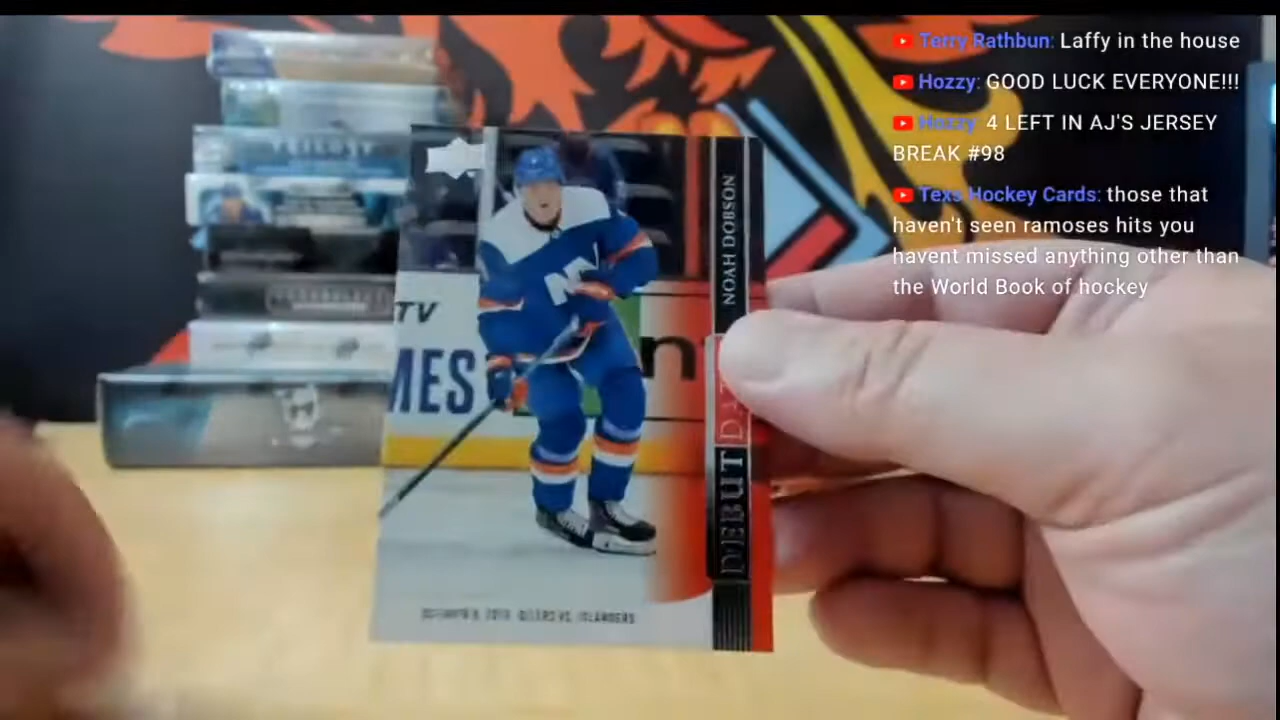 Terry Rathbun: Laffy in the house
Hozzy: GOOD LUCK EVERYONE!!!
Hozzy: 4 LEFT IN AJ'S JERSEY
BREAK #98
Texs Hockey Cards: those that
haven't seen ramoses hits you
havent missed anything other than
the World Book of hockey
TRILOGY
NOAH DOBSON
DEBUT
TV
MES
n
OILERS VS. ISLANDERS